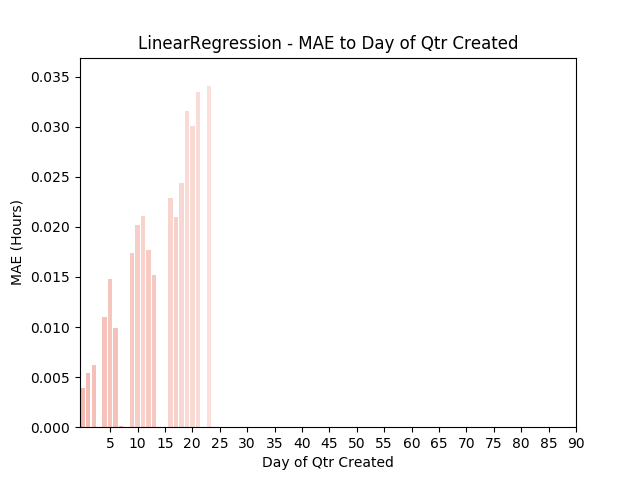 LinearRegression - MAE to Day of Qtr Created
0.035
0.030
0.025
0.020
0.015
0.010
0.005
0.000
MAE (Hours)
5 10 15 20 25 30 35 40 45 50 55 60 65 70 75 80 85 90
Day of Qtr Created